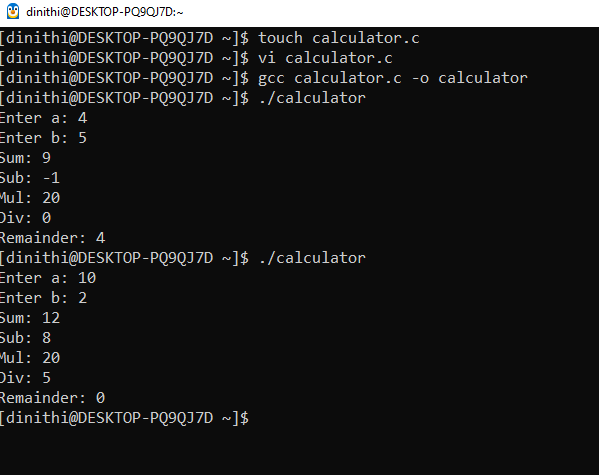 dinithi@DESKTOP-PQ9QJ7D:~
[dinithi@DESKTOP-PQ9QJ7D ~]$ touch calculator.c
[dinithi@DESKTOP-PQ9QJ7D ~]$ vi calculator.c
[dinithi@DESKTOP-PQ9QJ7D ~]$ gcc calculator.c -o calculator
[dinithi@DESKTOP-PQ9QJ7D ~]$ ./calculator
Enter a: 4
Enter b: 5
Sum: 9
Sub: -1
Mul: 20
Div: 0
Remainder: 4
[dinithi@DESKTOP-PQ9QJ7D ~]$ ./calculator
Enter a: 10
Enter b: 2
Sum: 12
Sub: 8
Mul: 20
Div: 5
Remainder: 0
[dinithi@DESKTOP-PQ9QJ7D ~]$